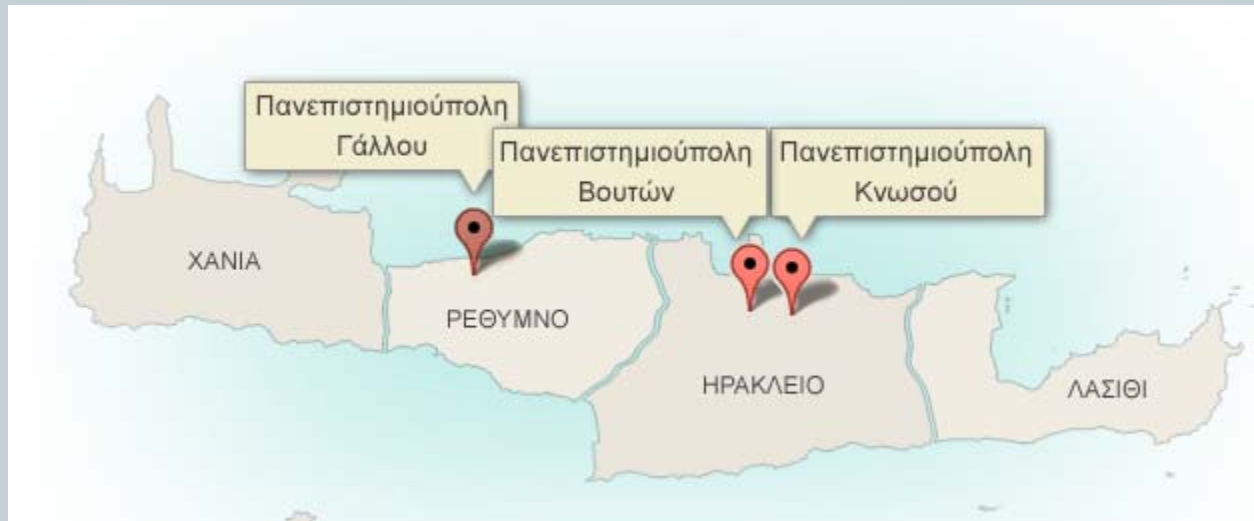 Πανεπιστημιούπολη
Γάλλου
Πανεπιστημιούπολη
Βουτών
Πανεπιστημιούπολη
Κνωσού
ΧΑΝΙΑ
ΡΕΘΥΜΝΟ
ΗΡΑΚΛΕΙΟ
ΛΑΣΙΘΙ